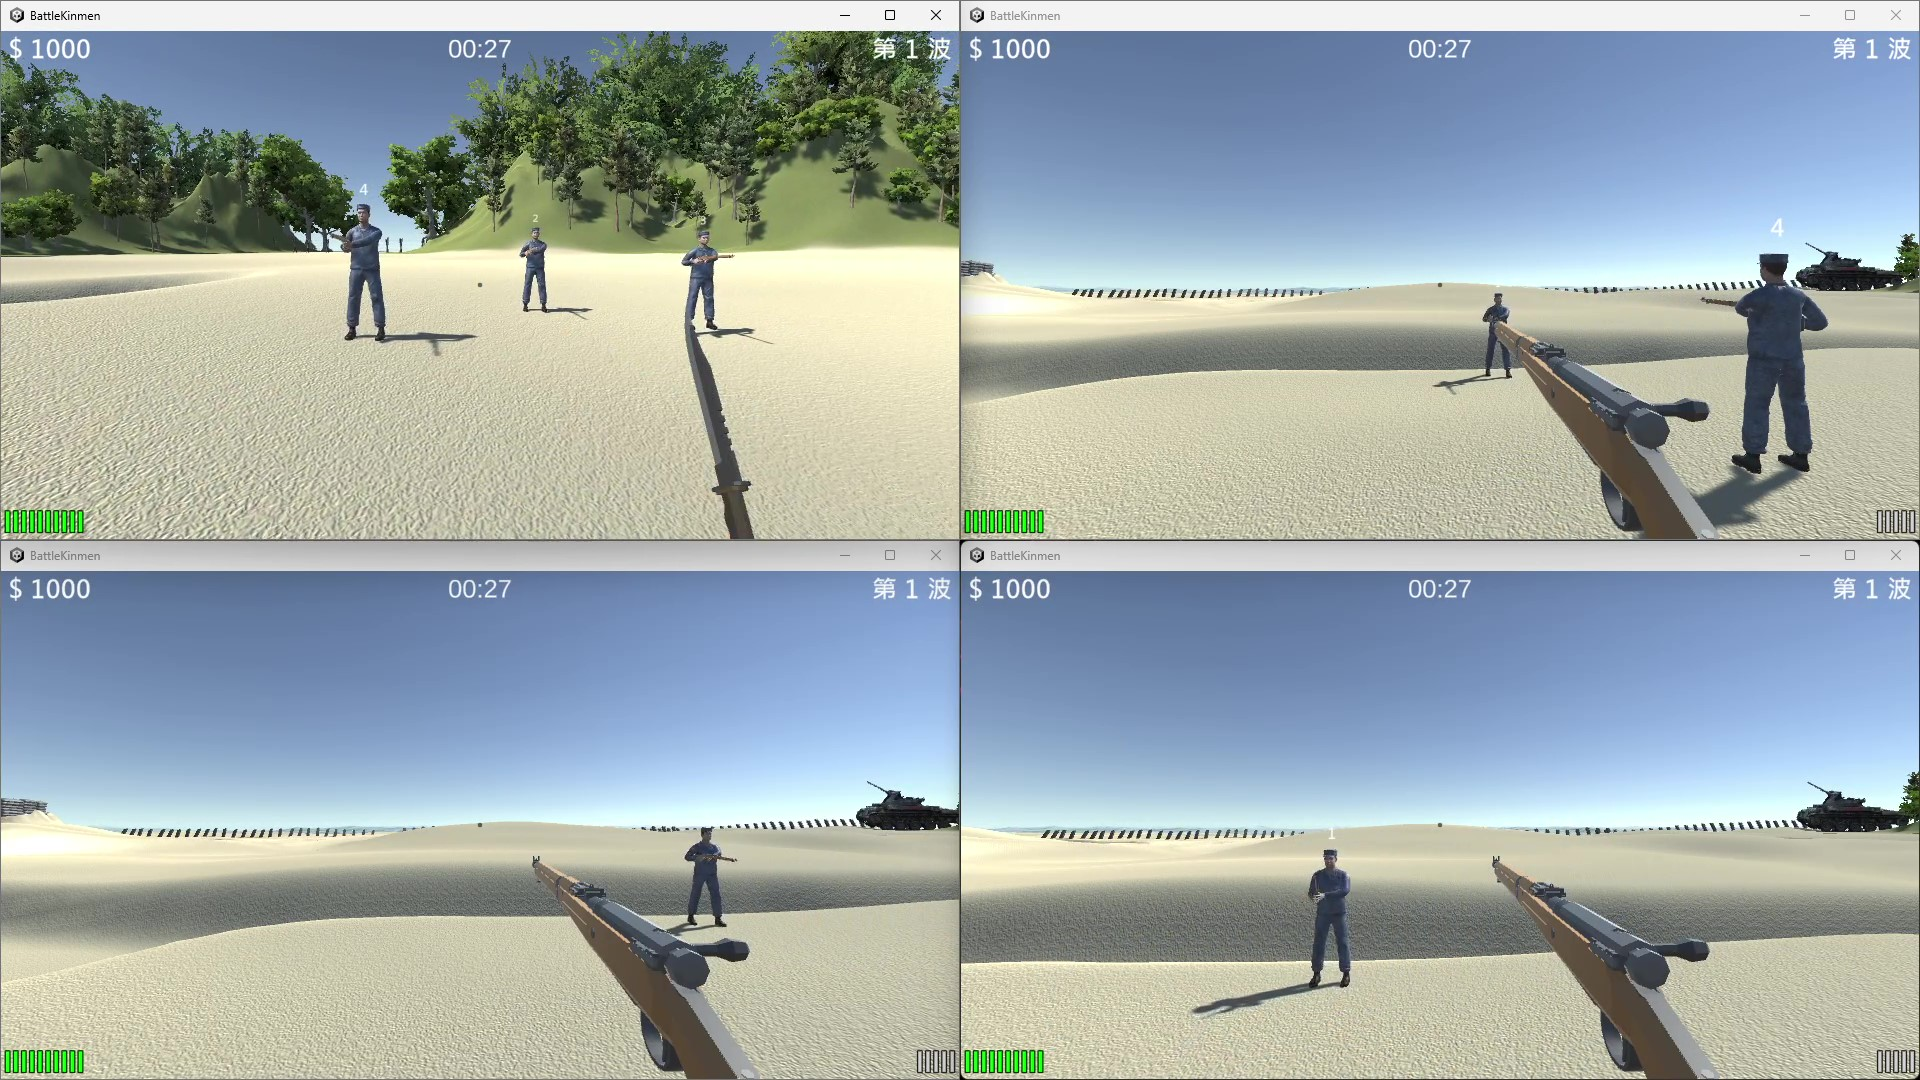 BattleKinmen
$ 1000 00:27 第 1 波
4
2
3
BattleKinmen
$ 1000 00:27 第 1 波
4
BattleKinmen
$ 1000 00:27 第 1 波
BattleKinmen
$ 1000 00:27 第 1 波
1